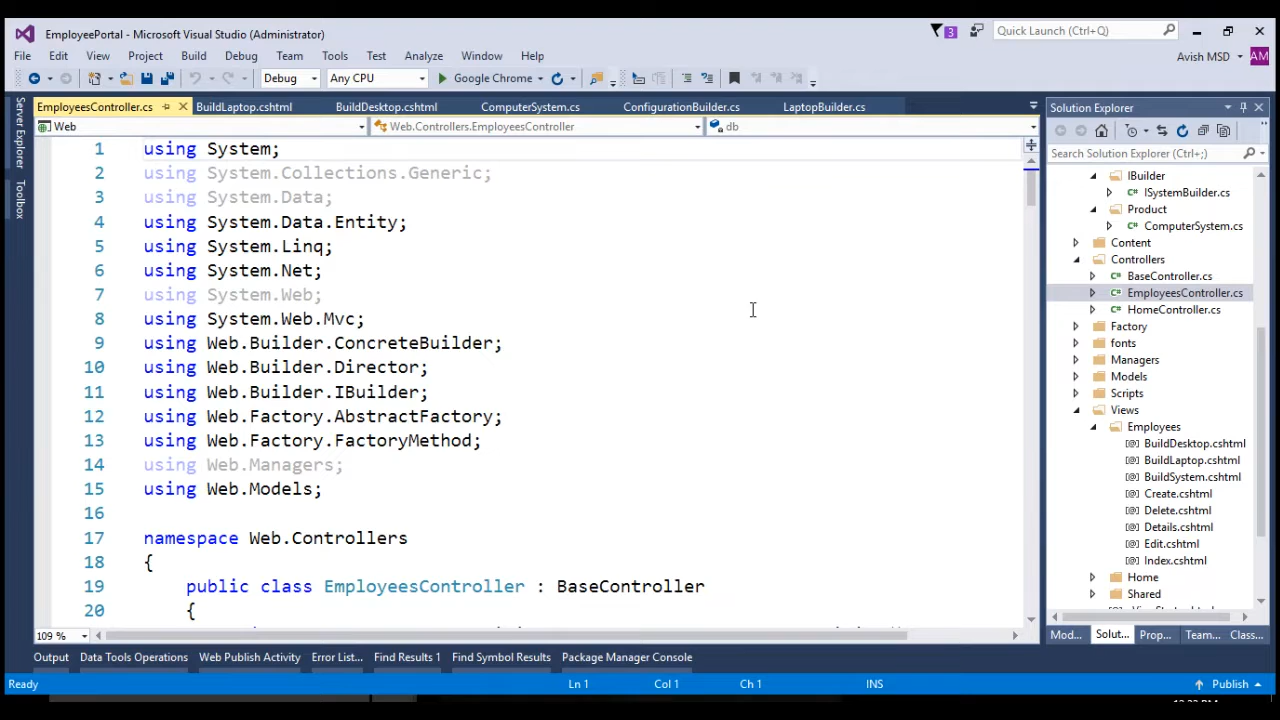 EmployeePortal - Microsoft Visual Studio (Administrator)
3
Quick Launch (Ctrl+Q)
File Edit View Project Build Debug Team Tools Test Analyze Window Help
Avish MSD AM
Debug Any CPU Google Chrome
EmployeesController.cs BuildLaptop.cshtml BuildDesktop.cshtml ComputerSystem.cs ConfigurationBuilder.cs LaptopBuilder.cs
Web Web.Controllers.EmployeesController db
Server Explorer
Toolbox
1 using System;
2 using System.Collections.Generic;
3 using System.Data;
4 using System.Data.Entity;
5 using System.Linq;
6 using System.Net;
7 using System.Web;
8 using System.Web.Mvc;
9 using Web.Builder.ConcreteBuilder;
10 using Web.Builder.Director;
11 using Web.Builder.IBuilder;
12 using Web.Factory.AbstractFactory;
13 using Web.Factory.FactoryMethod;
14 using Web.Managers;
15 using Web.Models;
16
17 namespace Web.Controllers
18 {
19 public class EmployeesController : BaseController
20 {
109 %
Solution Explorer
Search Solution Explorer (Ctrl+;)
IBuilder
C# ISystemBuilder.cs
Product
C# ComputerSystem.cs
Content
Controllers
C# BaseController.cs
C# EmployeesController.cs
C# HomeController.cs
Factory
fonts
Managers
Models
Scripts
Views
Employees
[@] BuildDesktop.cshtml
[@] BuildLaptop.cshtml
[@] BuildSystem.cshtml
[@] Create.cshtml
[@] Delete.cshtml
[@] Details.cshtml
[@] Edit.cshtml
[@] Index.cshtml
Home
Shared
Mod... Solut... Prop... Team... Class...
Output Data Tools Operations Web Publish Activity Error List... Find Results 1 Find Symbol Results Package Manager Console
Ready Ln 1 Col 1 Ch 1 INS Publish